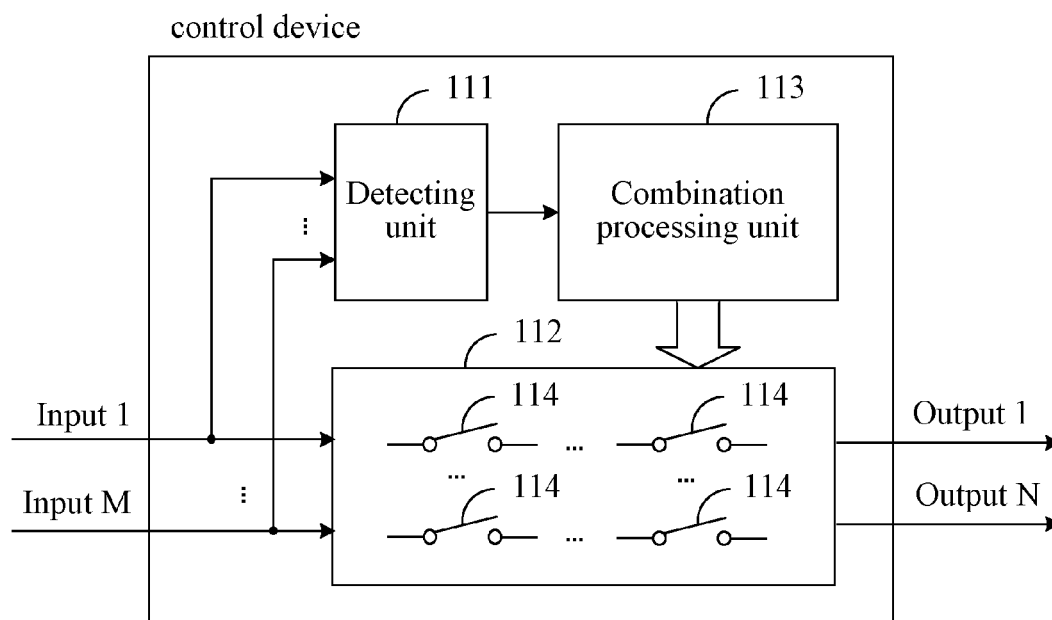 control device
111
113
Detecting
unit
Combination
processing unit
...
112
Input 1
114
114
Output 1
...
...
...
...
Input M
114
114
Output N
...